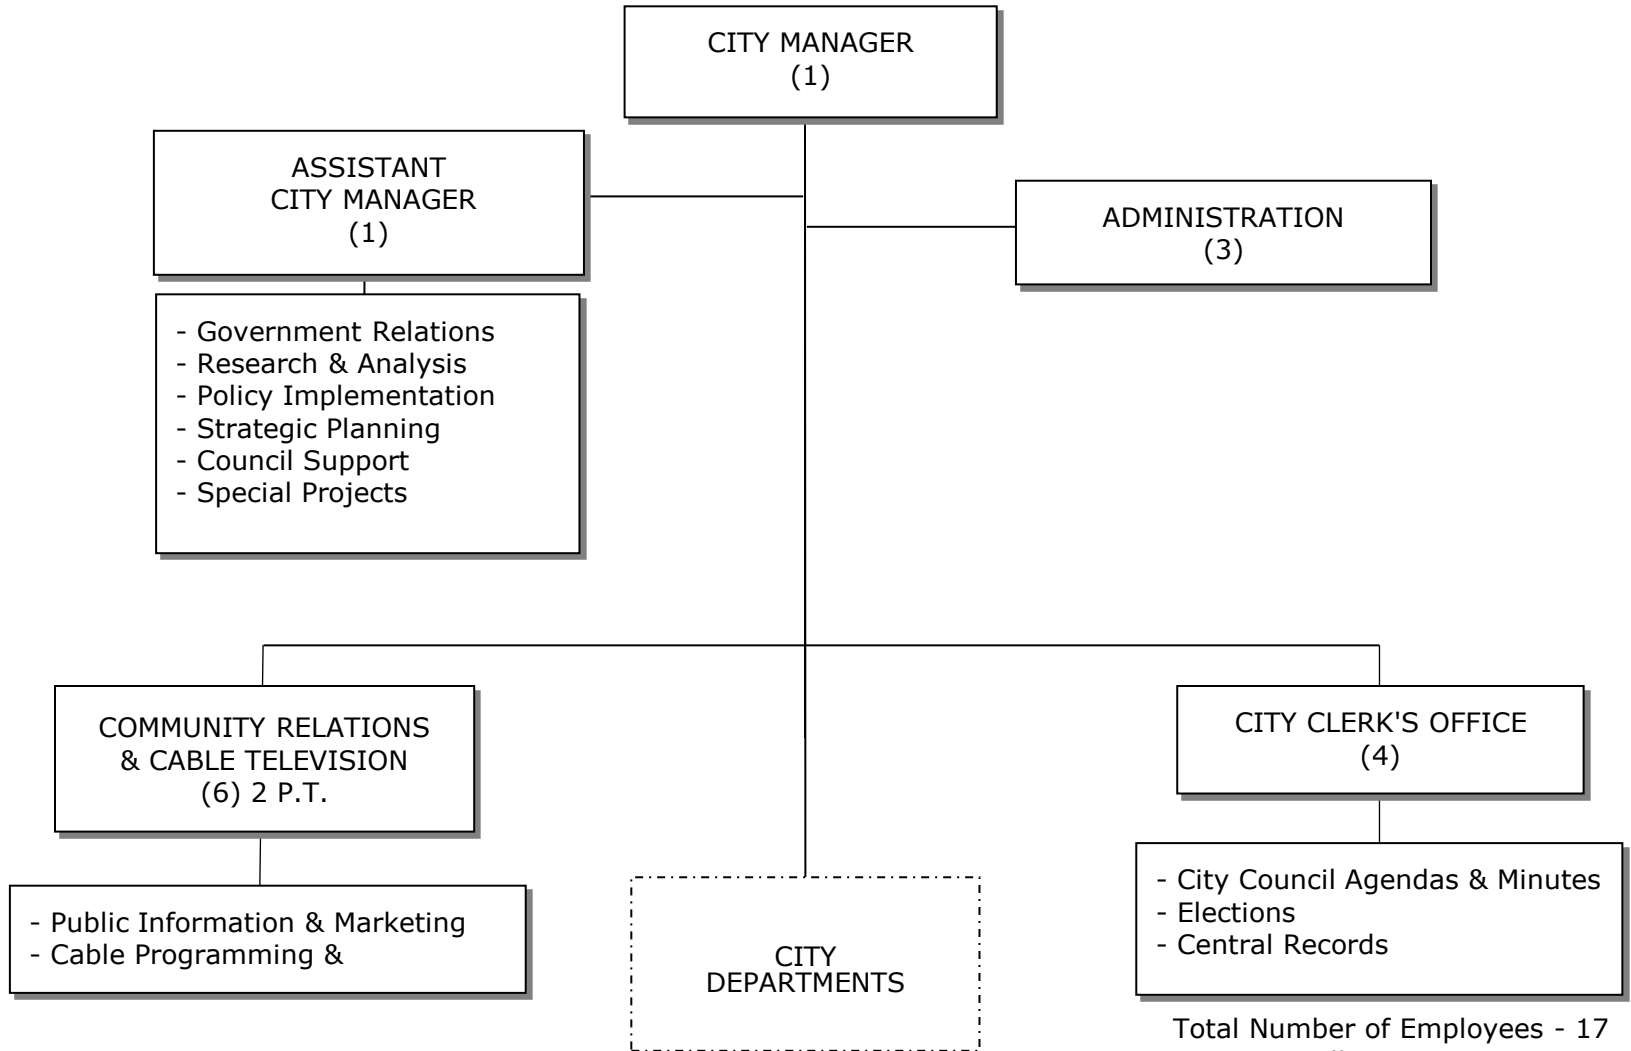 CITY MANAGER
(1)
ASSISTANT
CITY MANAGER
(1)
ADMINISTRATION
(3)
- Government Relations
- Research & Analysis
- Policy Implementation
- Strategic Planning
- Council Support
- Special Projects
COMMUNITY RELATIONS
& CABLE TELEVISION
(6) 2 P.T.
CITY CLERK'S OFFICE
(4)
- Public Information & Marketing
- Cable Programming &
CITY
DEPARTMENTS
- City Council Agendas & Minutes
- Elections
- Central Records
Total Number of Employees - 17